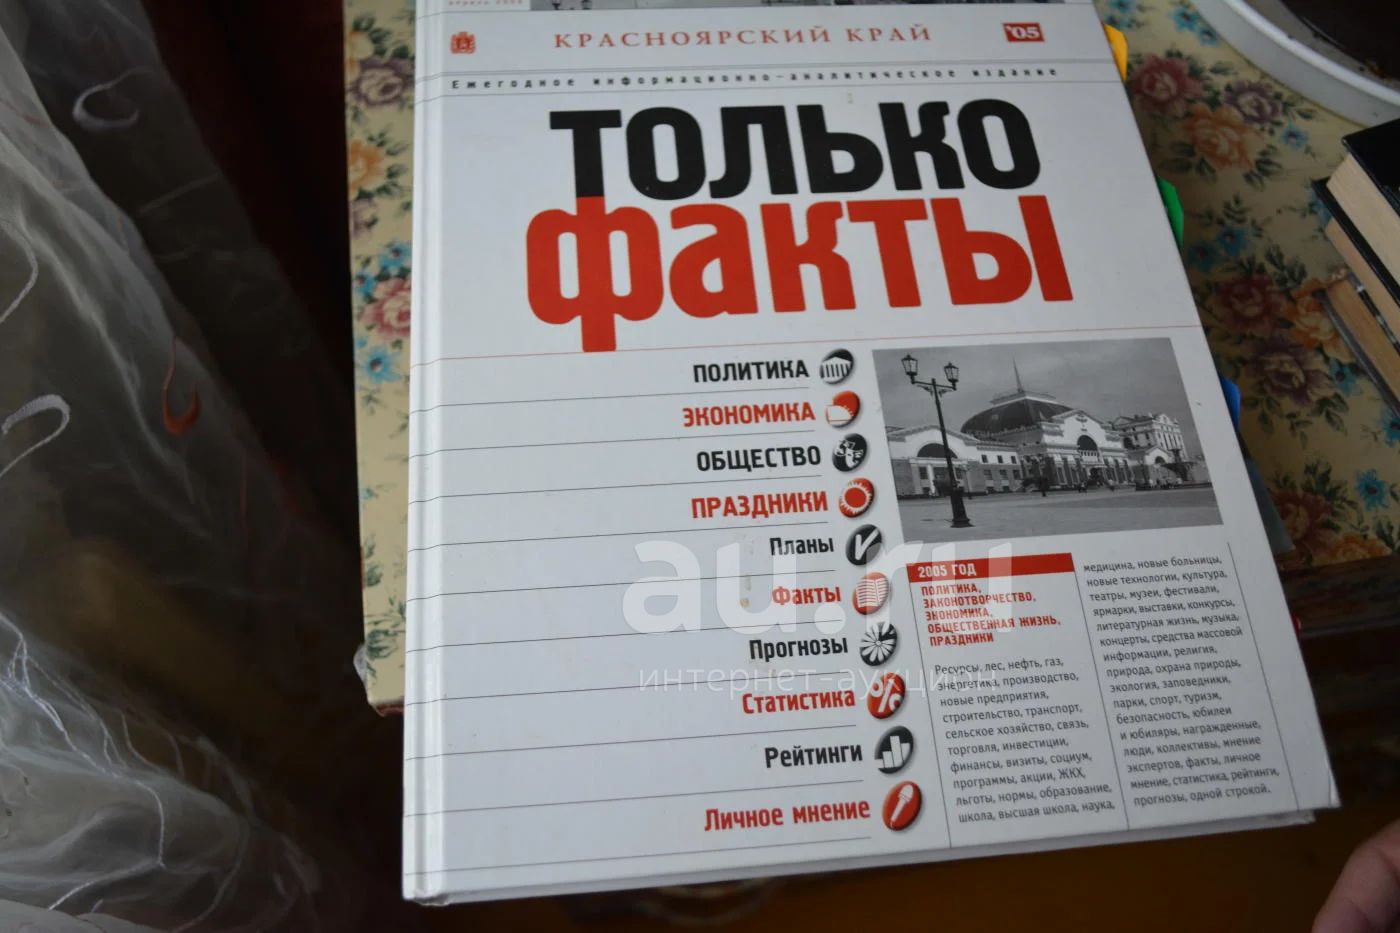 апрель 2006
КРАСНОЯРСКИЙ КРАЙ
'05
Ежегодное информационно-аналитическое издание
ТОЛЬКО
ФАКТЫ
ПОЛИТИКА
ЭКОНОМИКА
ОБЩЕСТВО
ПРАЗДНИКИ
Планы
Факты
Прогнозы
Статистика
Рейтинги
Личное мнение
2005 ГОД
ПОЛИТИКА,
ЗАКОНОТВОРЧЕСТВО,
ЭКОНОМИКА,
ОБЩЕСТВЕННАЯ ЖИЗНЬ,
ПРАЗДНИКИ
Ресурсы, лес, нефть, газ,
энергетика, производство,
новые предприятия,
строительство, транспорт,
сельское хозяйство, связь,
торговля, инвестиции,
финансы, визиты, социум,
программы, акции, ЖКХ,
льготы, нормы, образование,
школа, высшая школа, наука,
медицина, новые больницы,
новые технологии, культура,
театры, музеи, фестивали,
ярмарки, выставки, конкурсы,
литературная жизнь, музыка,
концерты, средства массовой
информации, религия,
природа, охрана природы,
экология, заповедники,
парки, спорт, туризм,
безопасность, юбилеи
и юбиляры, награжденные,
люди, коллективы, мнение
экспертов, факты, личное
мнение, статистика, рейтинги,
прогнозы, одной строкой.
au.ru
интернет-аукцион